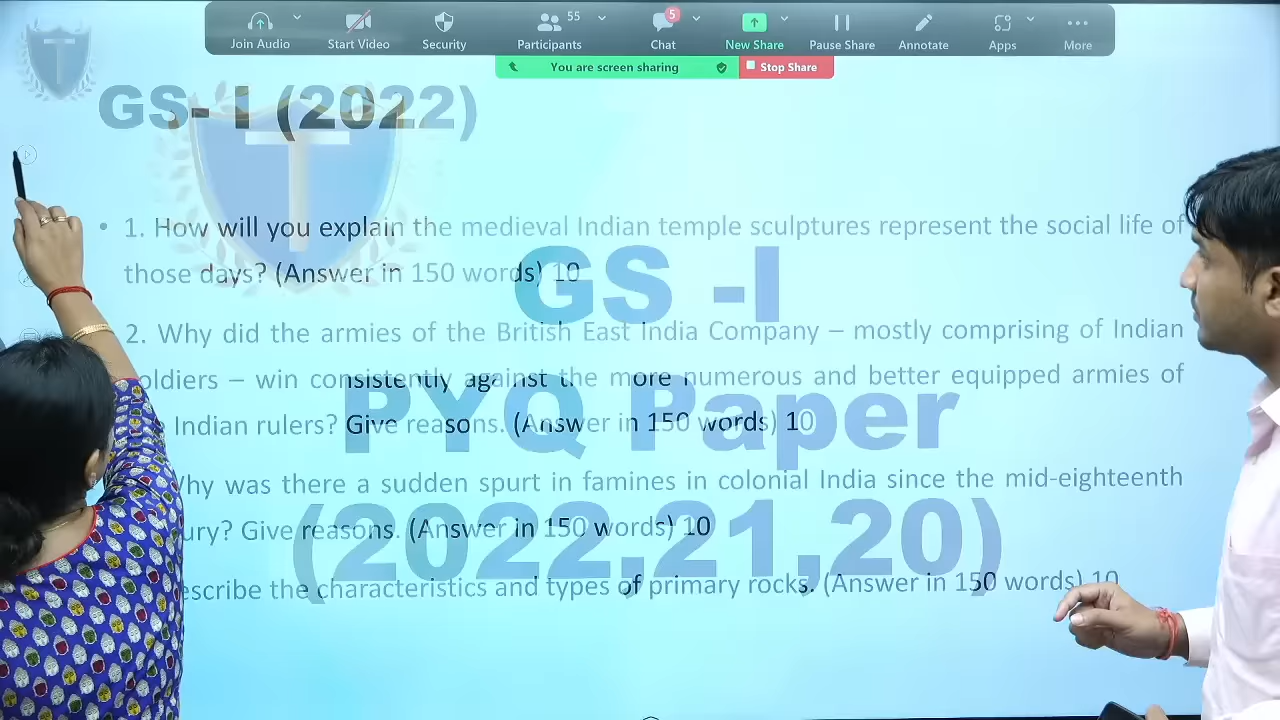 55
5
Join Audio Start Video Security Participants Chat New Share Pause Share Annotate Apps More
You are screen sharing Stop Share
T
GS- I (2022)
T
• 1. How will you explain the medieval Indian temple sculptures represent the social life of
those days? (Answer in 150 words) 10
GS -I
2. Why did the armies of the British East India Company – mostly comprising of Indian
oldiers – win consistently against the more numerous and better equipped armies of
Indian rulers? Give reasons. (Answer in 150 words) 10
PYQ Paper
hy was there a sudden spurt in famines in colonial India since the mid-eighteenth
ury? Give reasons. (Answer in 150 words) 10
(2022,21,20)
escribe the characteristics and types of primary rocks. (Answer in 150 words) 10